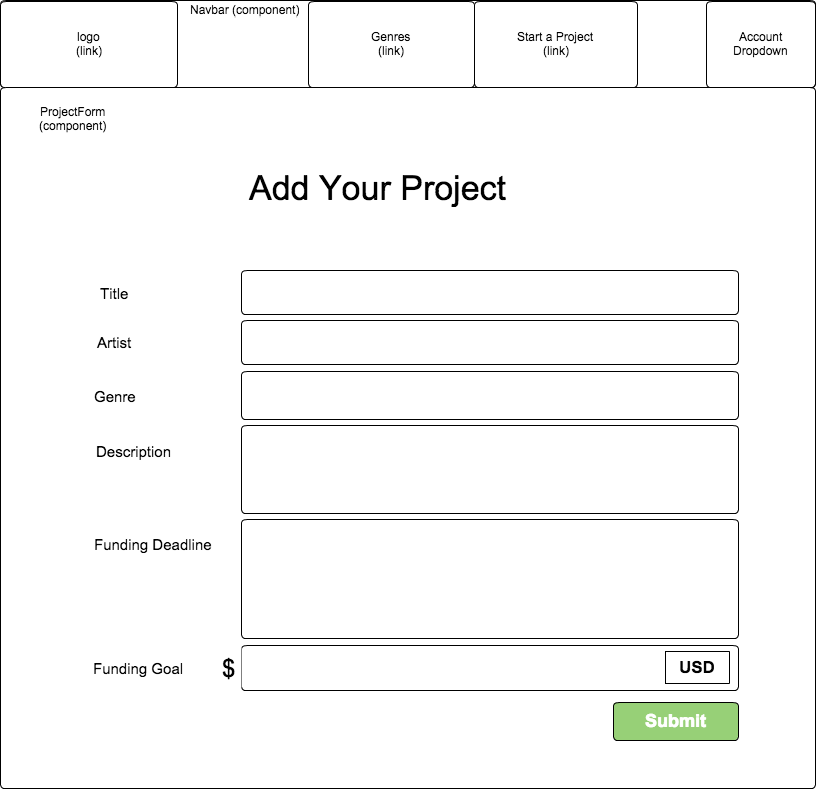 Navbar (component)
logo
(link)
Genres
(link)
Start a Project
(link)
Account
Dropdown
ProjectForm
(component)
Add Your Project
Title
Artist
Genre
Description
Funding Deadline
Funding Goal
$
USD
Submit